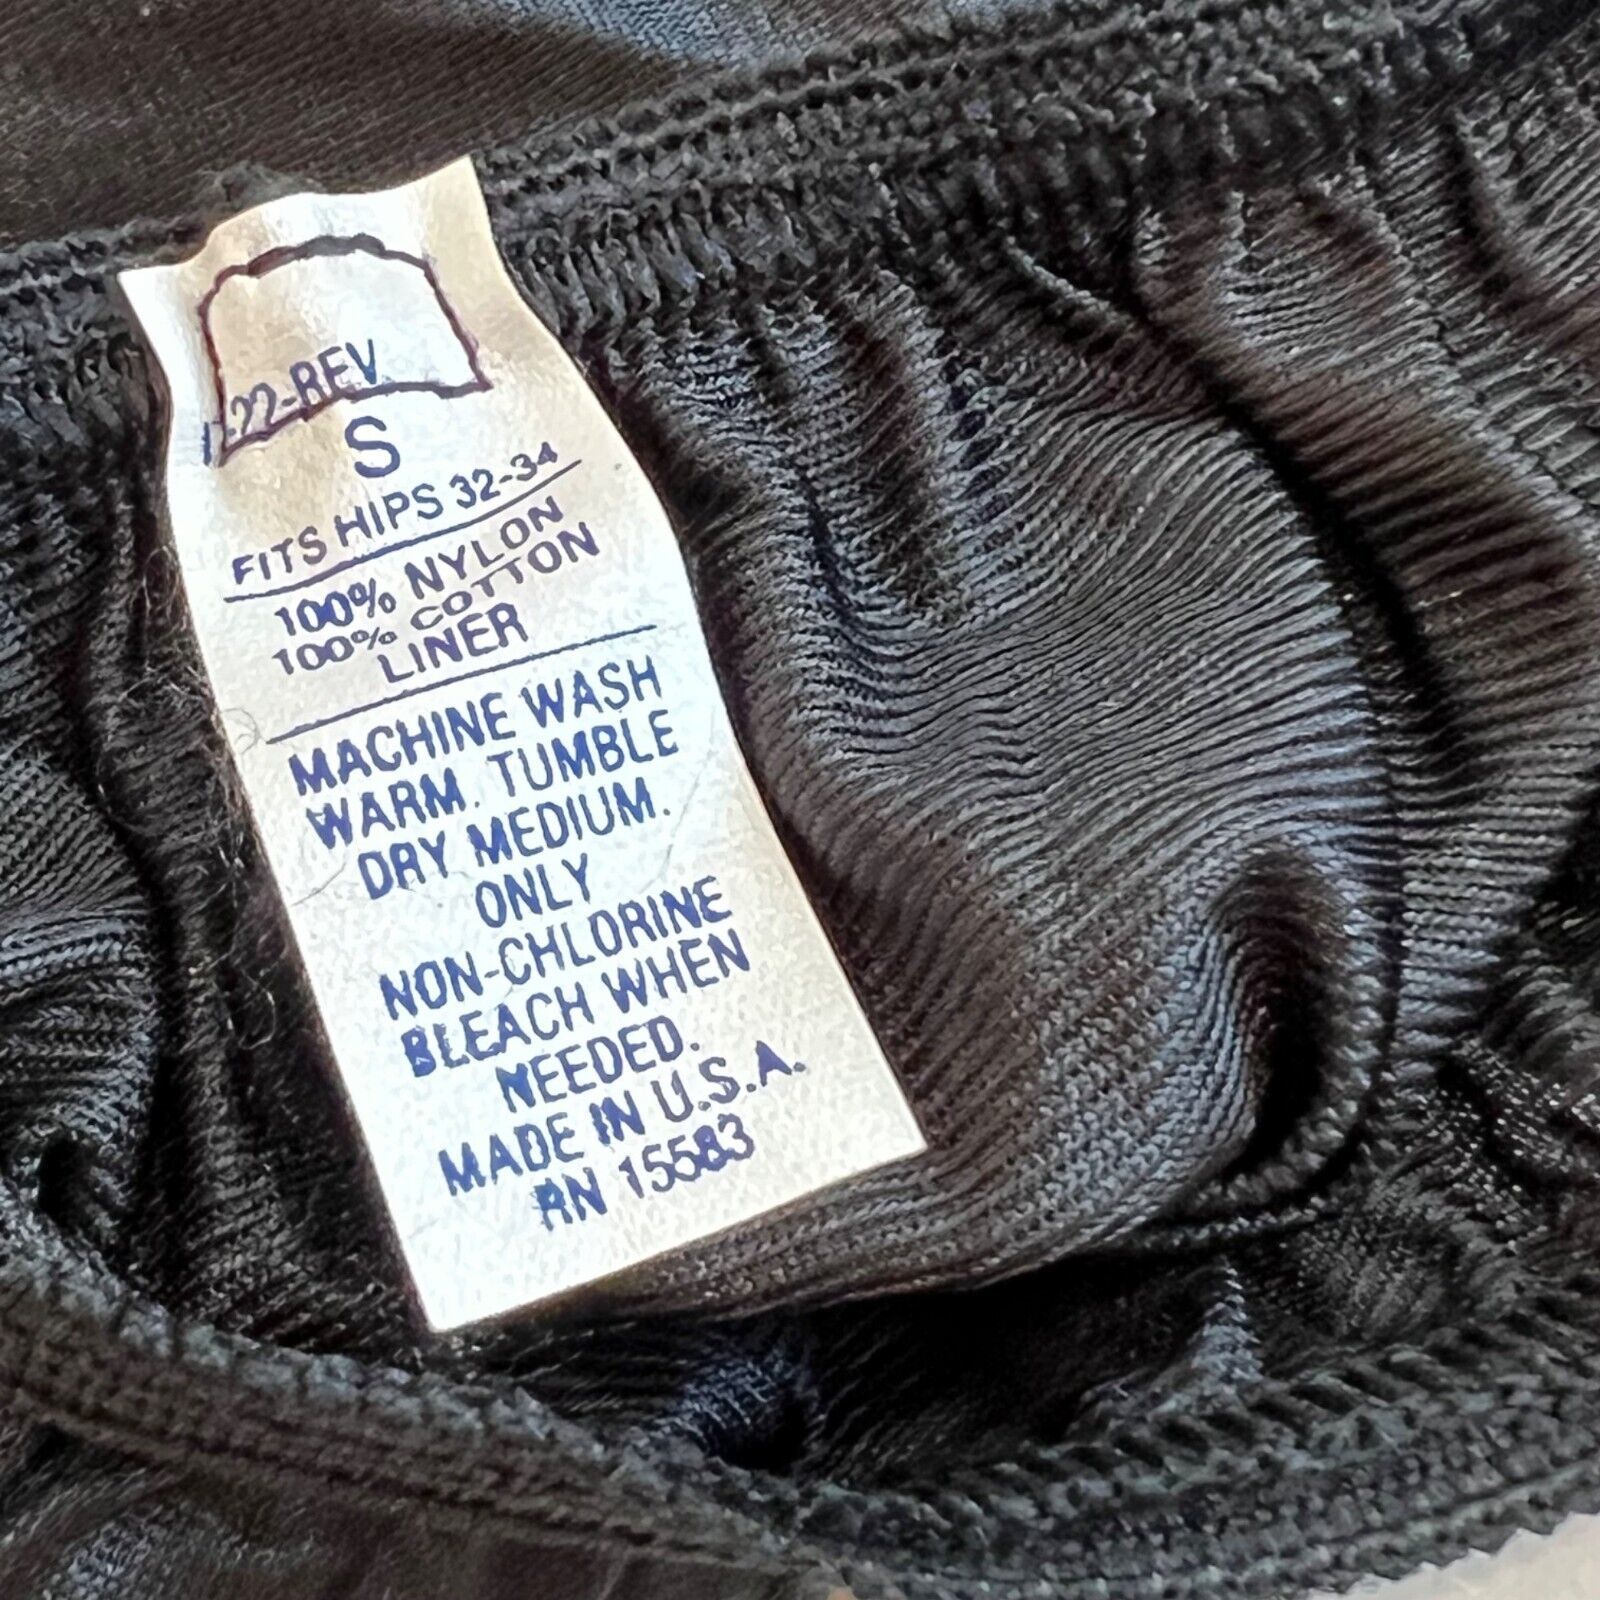 -22-REV.
S
FITS HIPS 32-34
100% NYLON
100% COTTON
LINER
MACHINE WASH
WARM. TUMBLE
DRY MEDIUM.
ONLY
NON-CHLORINE
BLEACH WHEN
NEEDED.
MADE IN U.S.A.
RN 15583